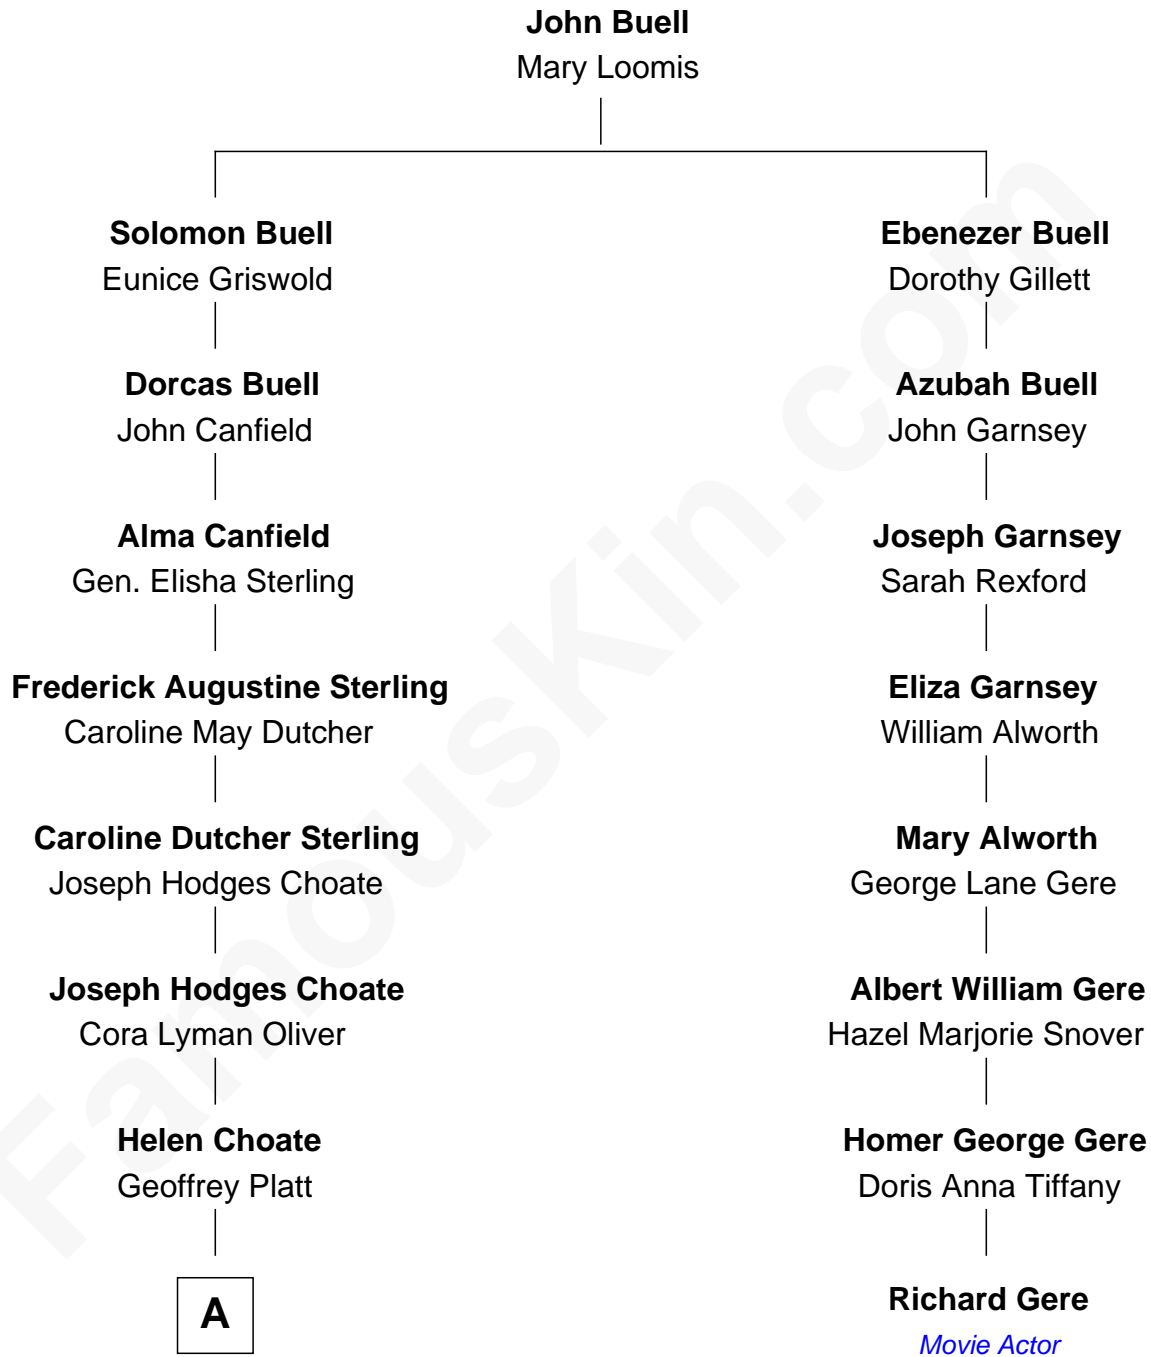 John Buell
Mary Loomis
Solomon Buell
Eunice Griswold
Dorcas Buell
John Canfield
Alma Canfield
Gen. Elisha Sterling
Frederick Augustine Sterling
Caroline May Dutcher
Caroline Dutcher Sterling
Joseph Hodges Choate
Joseph Hodges Choate
Cora Lyman Oliver
Helen Choate
Geoffrey Platt
A
Ebenezer Buell
Dorothy Gillett
Azubah Buell
John Garnsey
Joseph Garnsey
Sarah Rexford
Eliza Garnsey
William Alworth
Mary Alworth
George Lane Gere
Albert William Gere
Hazel Marjorie Snover
Homer George Gere
Doris Anna Tiffany
Richard Gere
Movie Actor
FamousKin.com